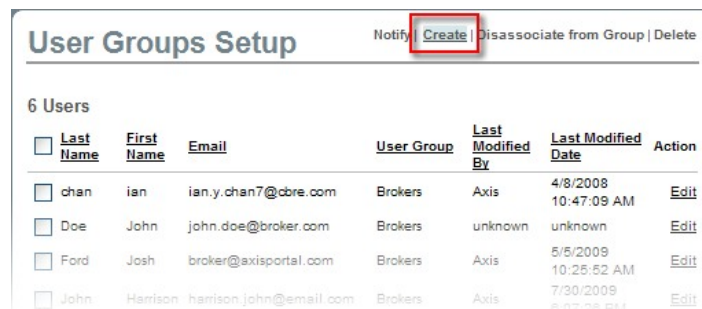 User Groups Setup
Notify | Create | Disassociate from Group | Delete
6 Users
Last Name First Name Email User Group Last Modified By Last Modified Date Action
chan ian ian.y.chan7@cbre.com Brokers Axis 4/8/2008 10:47:09 AM Edit
Doe John john.doe@broker.com Brokers unknown unknown Edit
Ford Josh broker@axisportal.com Brokers Axis 5/5/2009 10:25:52 AM Edit
John Harrison harrison.john@email.com Brokers Axis 7/30/2009 Edit